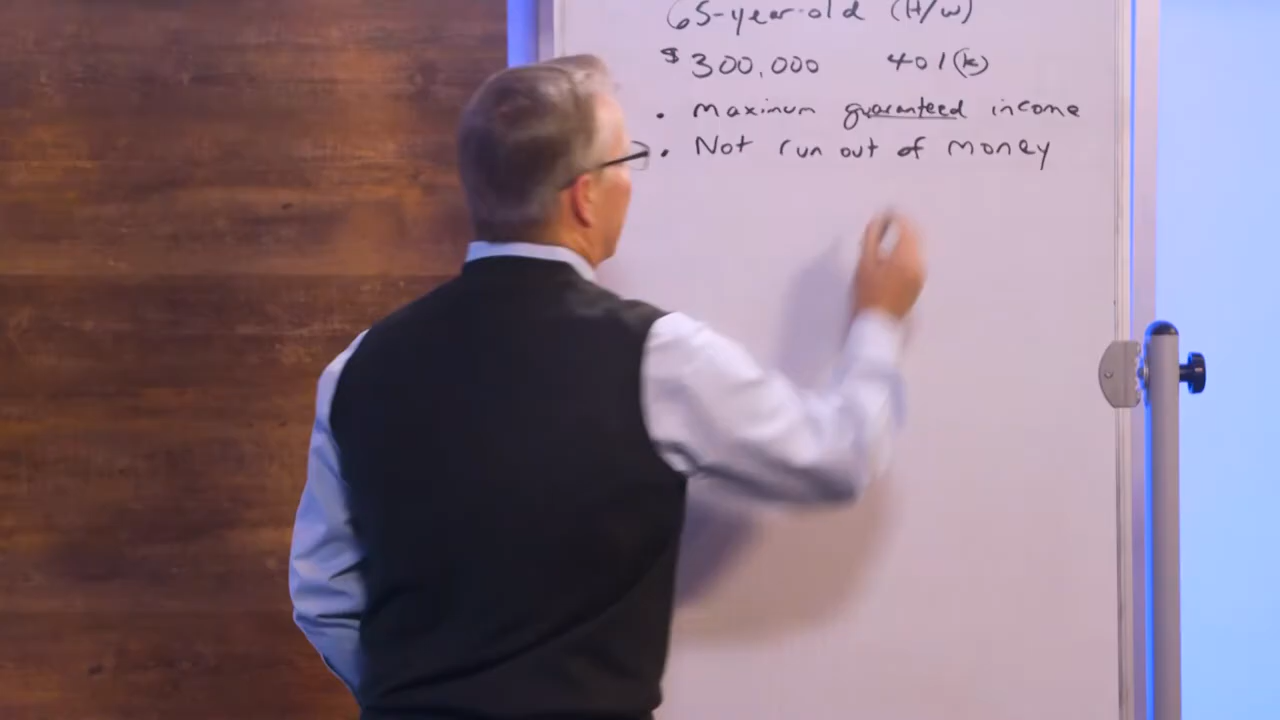 65-year-old (H/W)
$300,000 401(k)
• Maximum guaranteed income
• Not run out of money